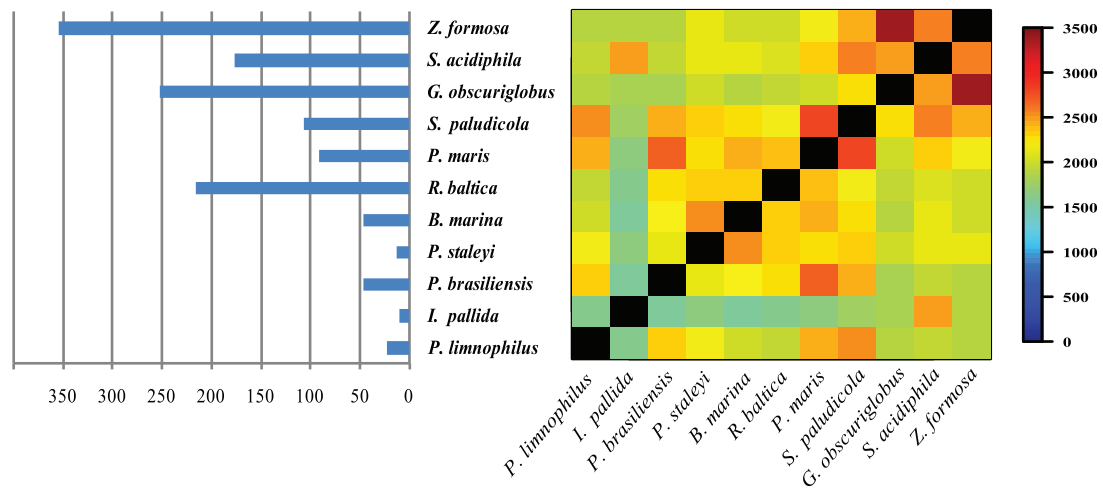 Z. formosa
S. acidiphila
G. obscuriglobus
S. paludicola
P. maris
R. baltica
B. marina
P. staleyi
P. brasiliensis
I. pallida
P. limnophilus
350 300 250 200 150 100 50 0
P. limnophilus
I. pallida
P. brasiliensis
P. staleyi
B. marina
R. baltica
P. maris
S. paludicola
G. obscuriglobus
S. acidiphila
Z. formosa
3500
3000
2500
2000
1500
1000
500
0